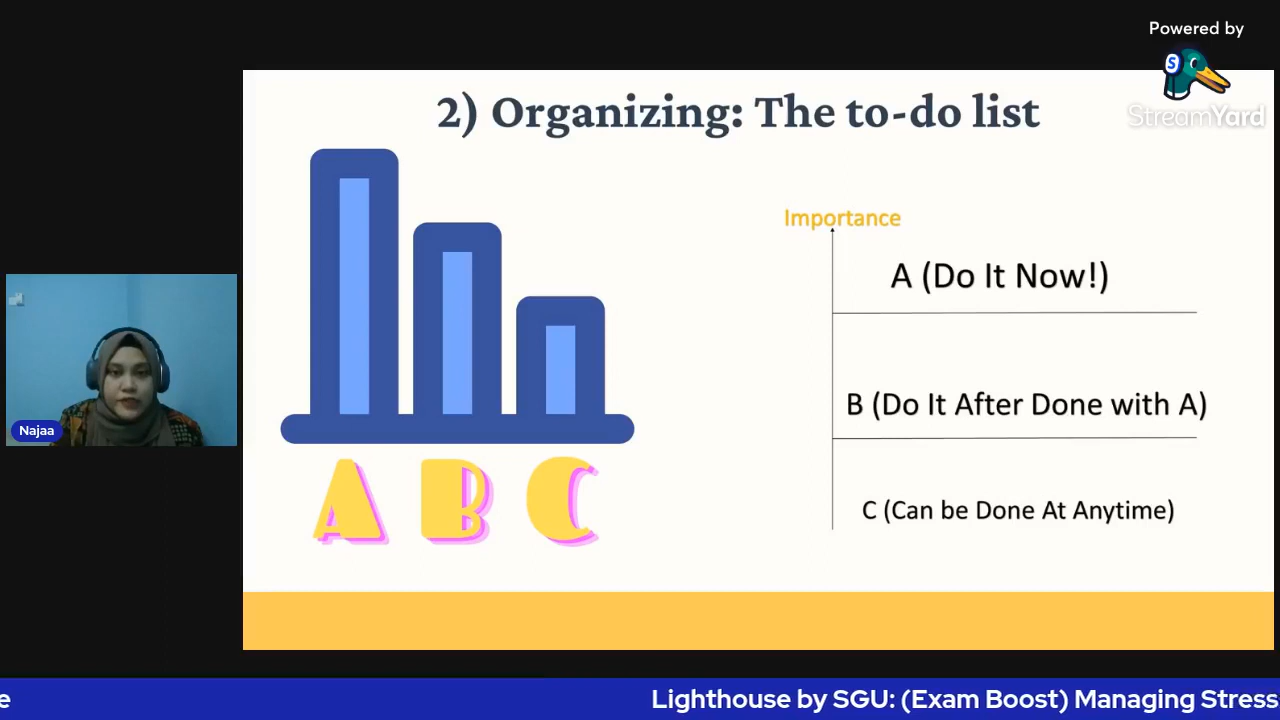 Powered by
S
StreamYard
2) Organizing: The to-do list
Importance
A (Do It Now!)
B (Do It After Done with A)
C (Can be Done At Anytime)
A B C
Najaa
e
Lighthouse by SGU: (Exam Boost) Managing Stress